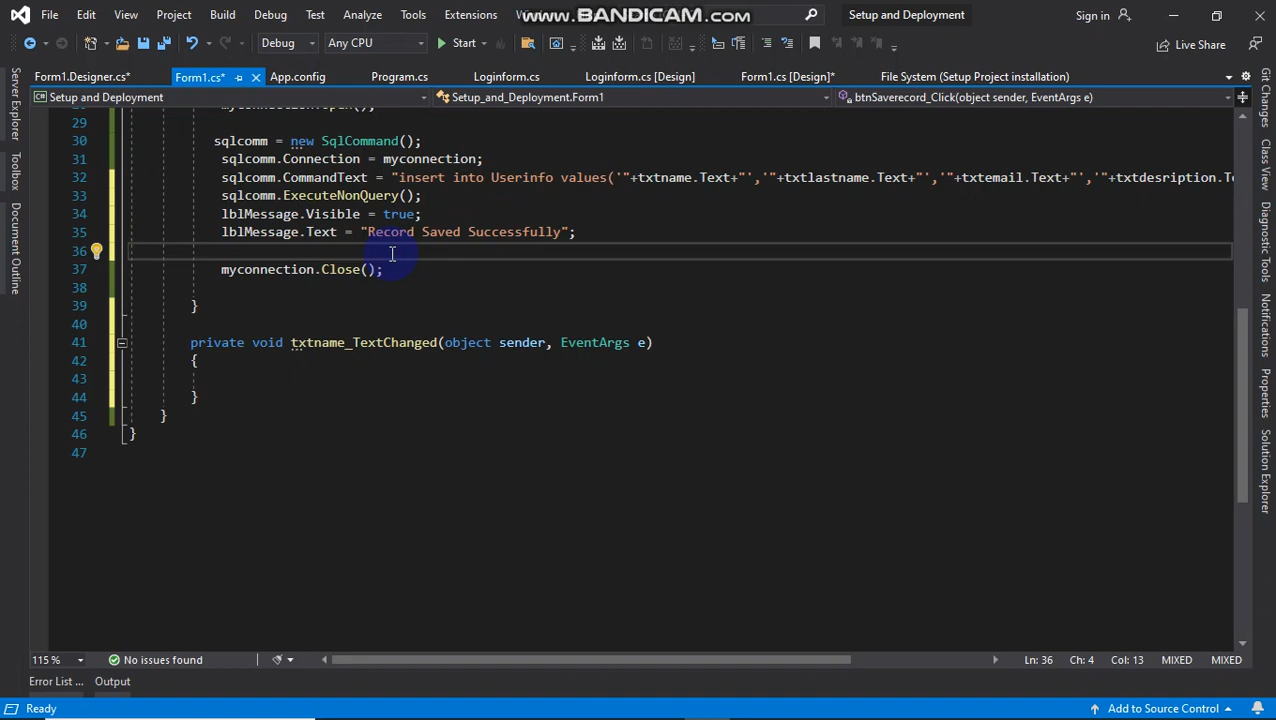 File Edit View Project Build Debug Test Analyze Tools Extensions www.BANDICAM.com Setup and Deployment Sign in
Debug Any CPU Start Live Share
Form1.Designer.cs* Form1.cs* App.config Program.cs Loginform.cs Loginform.cs [Design] Form1.cs [Design]* File System (Setup Project installation)
Setup and Deployment Setup_and_Deployment.Form1 btnSaverecord_Click(object sender, EventArgs e)
29
30 sqlcomm = new SqlCommand();
31 sqlcomm.Connection = myconnection;
32 sqlcomm.CommandText = "insert into Userinfo values('"+txtname.Text+"','"+txtlastname.Text+"','"+txtemail.Text+"','"+txtdesription.Te
33 sqlcomm.ExecuteNonQuery();
34 lblMessage.Visible = true;
35 lblMessage.Text = "Record Saved Successfully";
36
37 myconnection.Close();
38
39 }
40
41 private void txtname_TextChanged(object sender, EventArgs e)
42 {
43
44 }
45 }
46 }
47
Server Explorer
Toolbox
Document Outline
Git Changes
Class View
Team Explorer
Diagnostic Tools
Notifications
Properties
Solution Explorer
115 % No issues found Ln: 36 Ch: 4 Col: 13 MIXED MIXED
Error List ... Output
Ready Add to Source Control